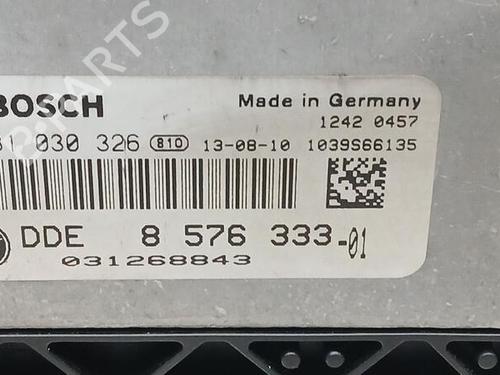 BOSCH
Made in Germany
1242 0457
030 326 810 13-08-10 1039S66135
DDE 8 576 333-01
031268843
PARTS